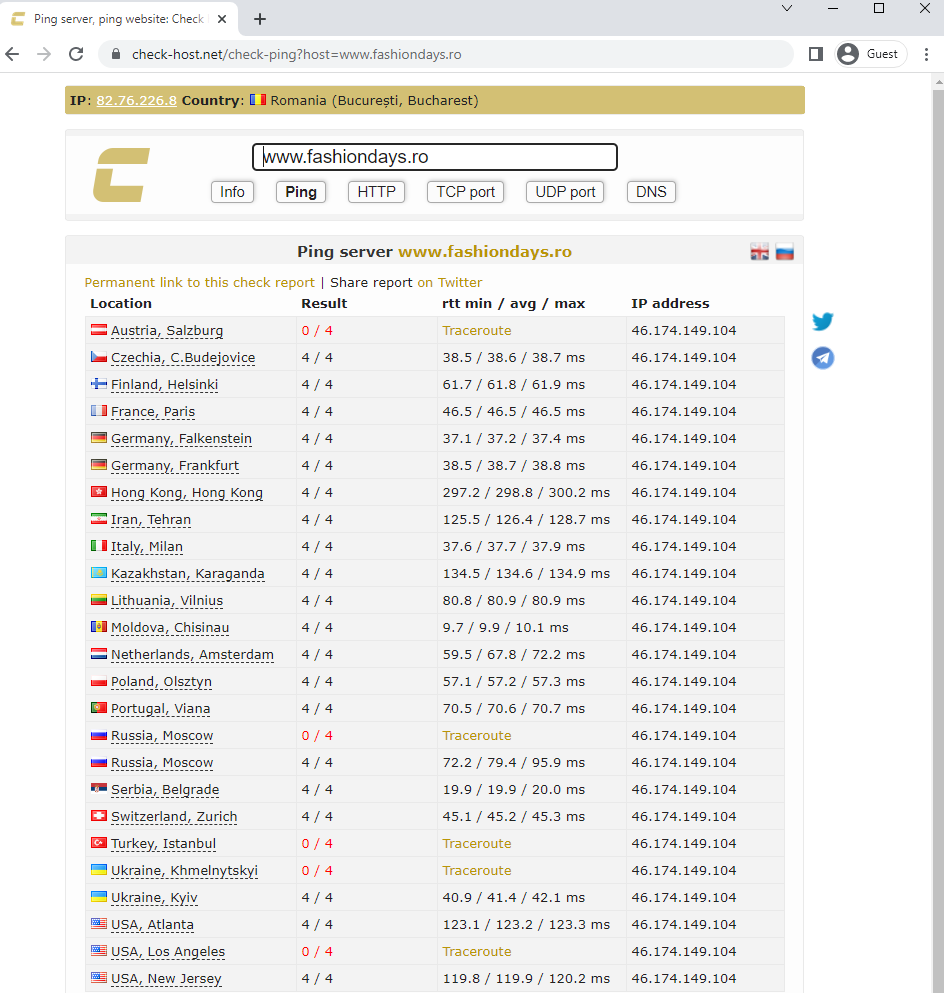 Ping server, ping website: Check
check-host.net/check-ping?host=www.fashiondays.ro
Guest
IP: 82.76.226.8 Country: Romania (București, Bucharest)
www.fashiondays.ro
Info Ping HTTP TCP port UDP port DNS
Ping server www.fashiondays.ro
Permanent link to this check report | Share report on Twitter
Location Result rtt min / avg / max IP address
Austria, Salzburg 0 / 4 Traceroute 46.174.149.104
Czechia, C.Budejovice 4 / 4 38.5 / 38.6 / 38.7 ms 46.174.149.104
Finland, Helsinki 4 / 4 61.7 / 61.8 / 61.9 ms 46.174.149.104
France, Paris 4 / 4 46.5 / 46.5 / 46.5 ms 46.174.149.104
Germany, Falkenstein 4 / 4 37.1 / 37.2 / 37.4 ms 46.174.149.104
Germany, Frankfurt 4 / 4 38.5 / 38.7 / 38.8 ms 46.174.149.104
Hong Kong, Hong Kong 4 / 4 297.2 / 298.8 / 300.2 ms 46.174.149.104
Iran, Tehran 4 / 4 125.5 / 126.4 / 128.7 ms 46.174.149.104
Italy, Milan 4 / 4 37.6 / 37.7 / 37.9 ms 46.174.149.104
Kazakhstan, Karaganda 4 / 4 134.5 / 134.6 / 134.9 ms 46.174.149.104
Lithuania, Vilnius 4 / 4 80.8 / 80.9 / 80.9 ms 46.174.149.104
Moldova, Chisinau 4 / 4 9.7 / 9.9 / 10.1 ms 46.174.149.104
Netherlands, Amsterdam 4 / 4 59.5 / 67.8 / 72.2 ms 46.174.149.104
Poland, Olsztyn 4 / 4 57.1 / 57.2 / 57.3 ms 46.174.149.104
Portugal, Viana 4 / 4 70.5 / 70.6 / 70.7 ms 46.174.149.104
Russia, Moscow 0 / 4 Traceroute 46.174.149.104
Russia, Moscow 4 / 4 72.2 / 79.4 / 95.9 ms 46.174.149.104
Serbia, Belgrade 4 / 4 19.9 / 19.9 / 20.0 ms 46.174.149.104
Switzerland, Zurich 4 / 4 45.1 / 45.2 / 45.3 ms 46.174.149.104
Turkey, Istanbul 0 / 4 Traceroute 46.174.149.104
Ukraine, Khmelnytskyi 0 / 4 Traceroute 46.174.149.104
Ukraine, Kyiv 4 / 4 40.9 / 41.4 / 42.1 ms 46.174.149.104
USA, Atlanta 4 / 4 123.1 / 123.2 / 123.3 ms 46.174.149.104
USA, Los Angeles 0 / 4 Traceroute 46.174.149.104
USA, New Jersey 4 / 4 119.8 / 119.9 / 120.2 ms 46.174.149.104